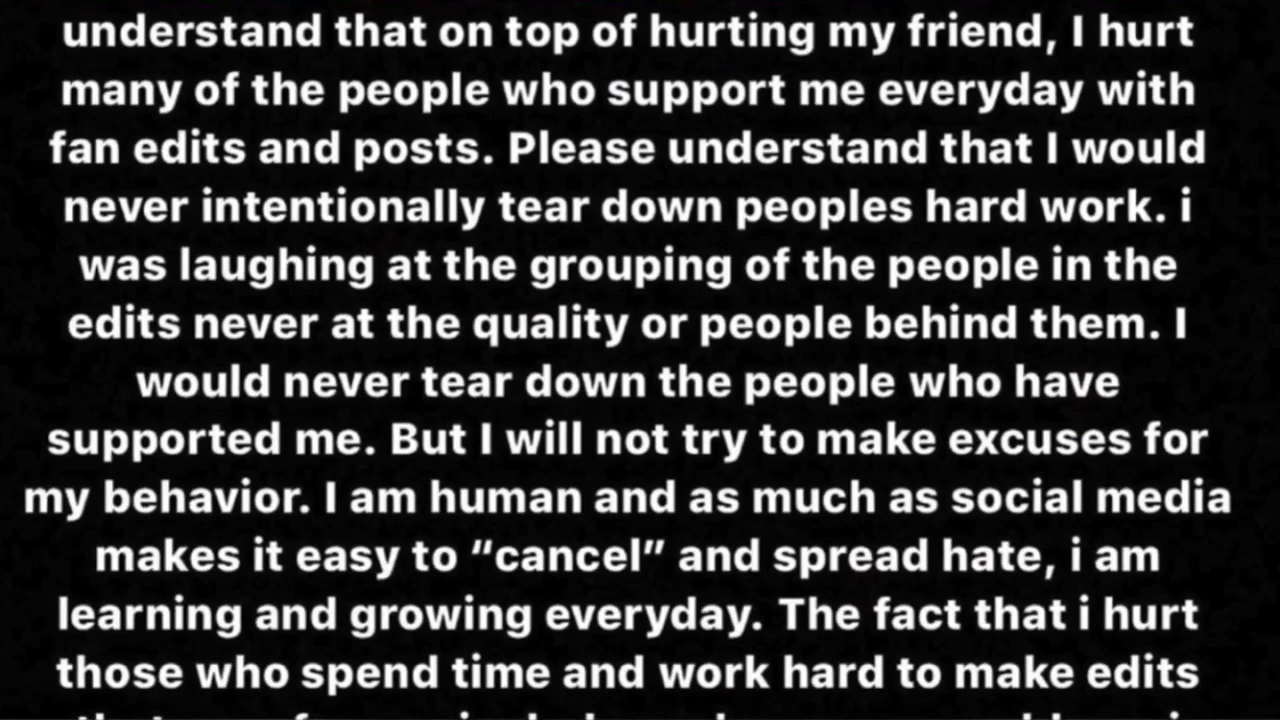 understand that on top of hurting my friend, I hurt
many of the people who support me everyday with
fan edits and posts. Please understand that I would
never intentionally tear down peoples hard work. i
was laughing at the grouping of the people in the
edits never at the quality or people behind them. I
would never tear down the people who have
supported me. But I will not try to make excuses for
my behavior. I am human and as much as social media
makes it easy to “cancel” and spread hate, i am
learning and growing everyday. The fact that i hurt
those who spend time and work hard to make edits